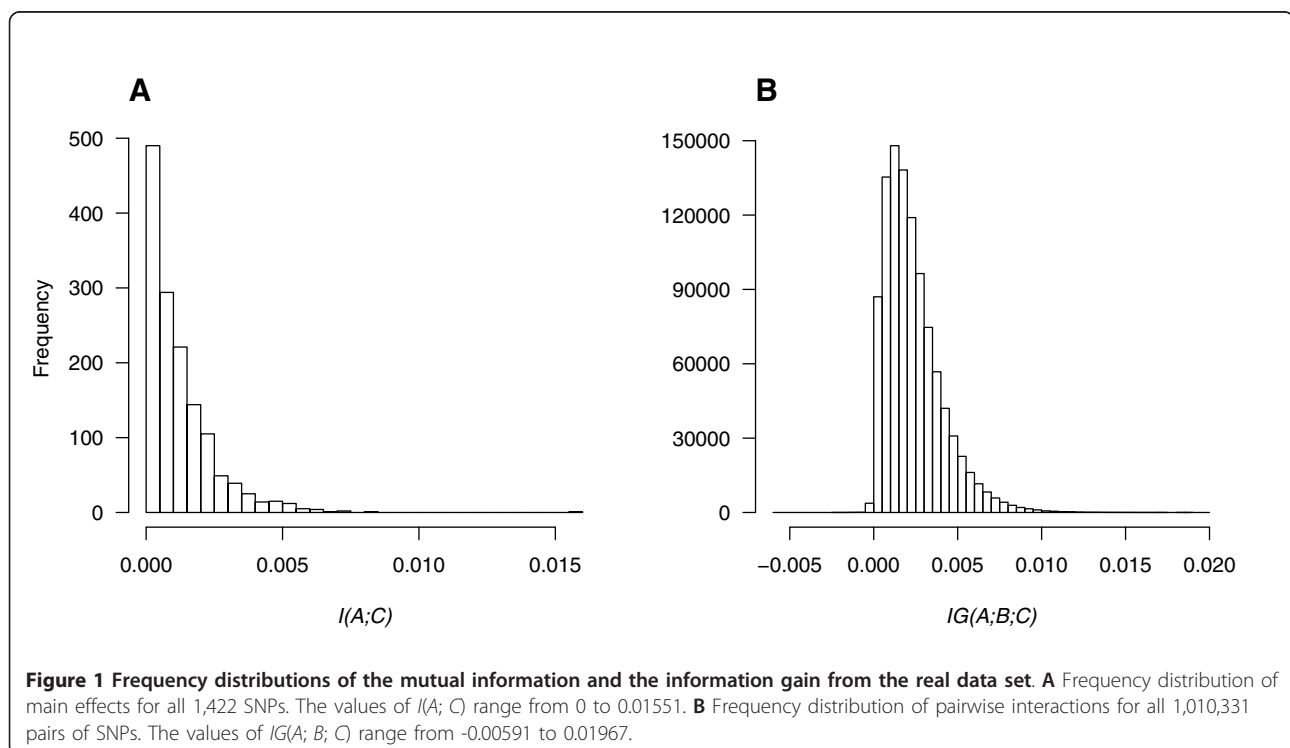 A
B
Frequency
500
400
300
200
100
0
0.000 0.005 0.010 0.015
I(A;C)
150000
120000
90000
60000
30000
0
−0.005 0.000 0.005 0.010 0.015 0.020
IG(A;B;C)
Figure 1 Frequency distributions of the mutual information and the information gain from the real data set. A Frequency distribution of
main effects for all 1,422 SNPs. The values of I(A; C) range from 0 to 0.01551. B Frequency distribution of pairwise interactions for all 1,010,331
pairs of SNPs. The values of IG(A; B; C) range from -0.00591 to 0.01967.